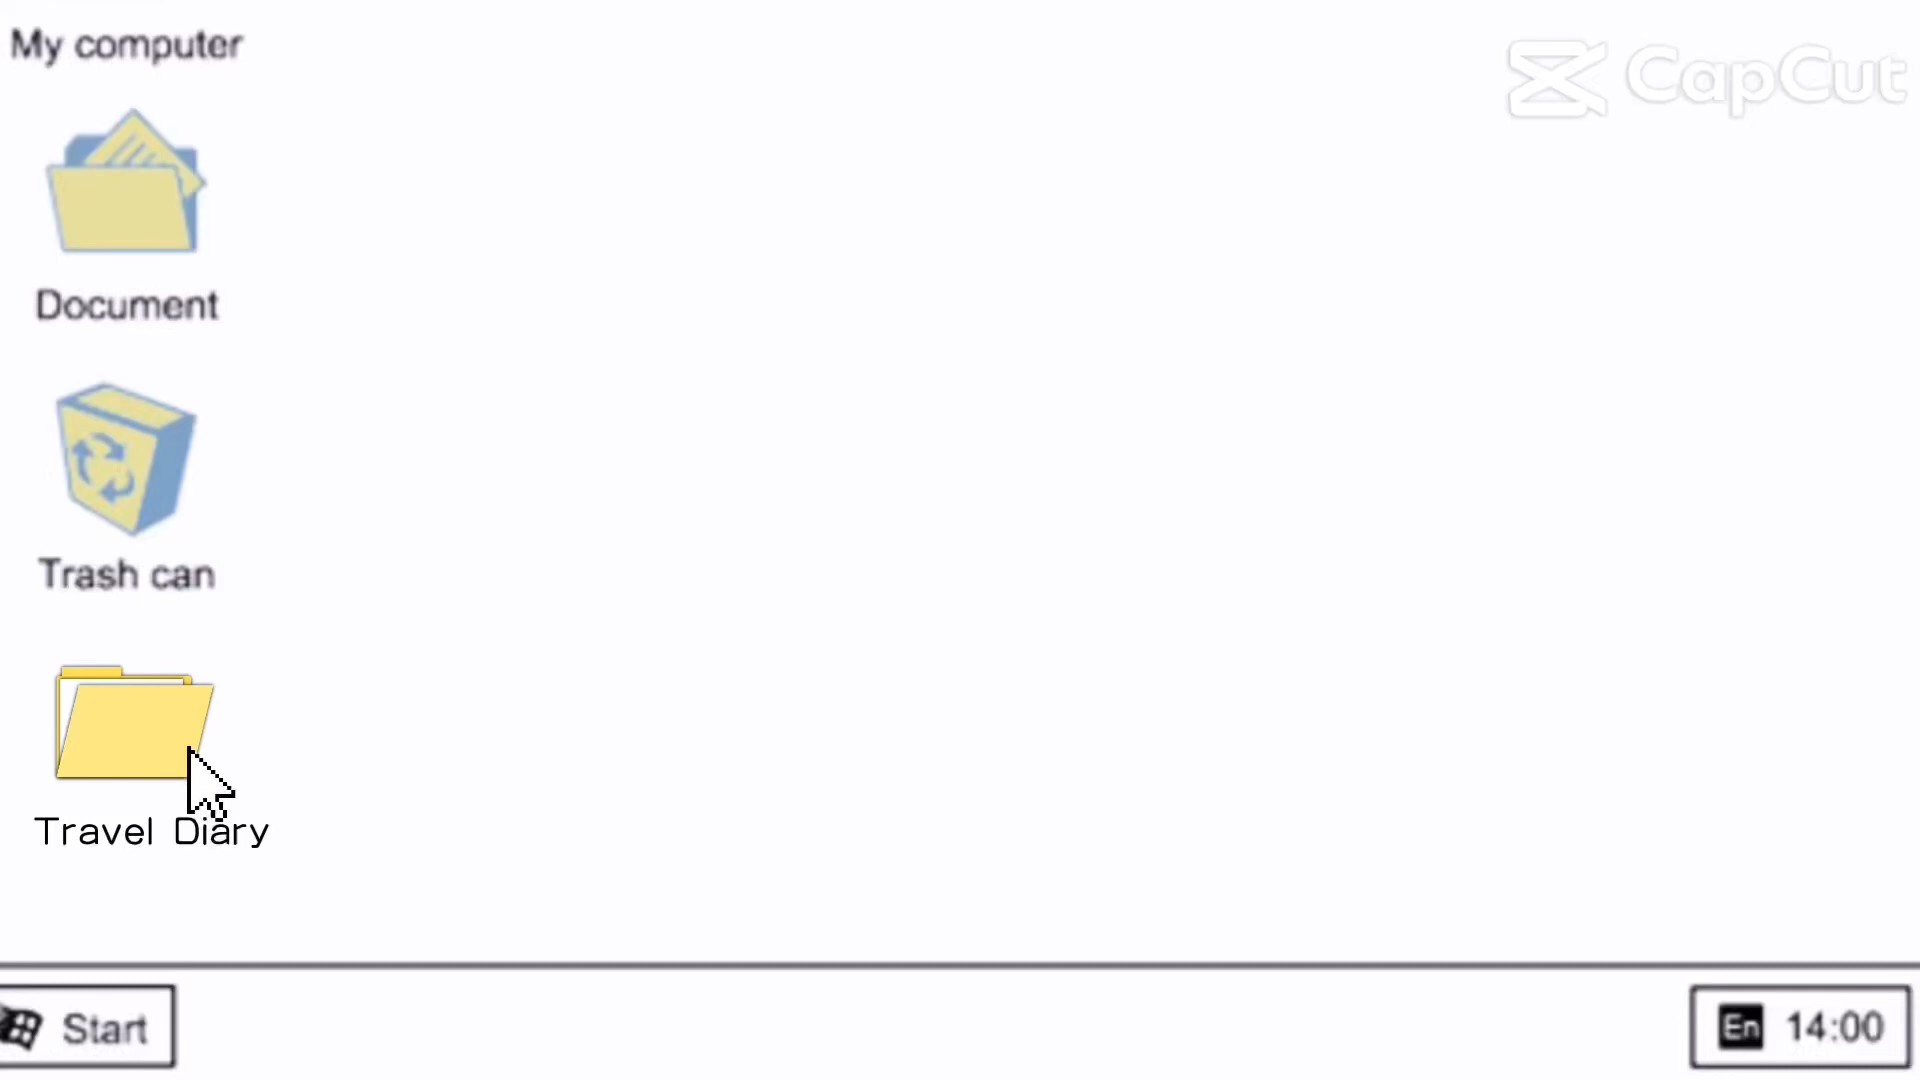 My computer
CapCut
Document
Trash can
Travel Diary
Start
En 14:00